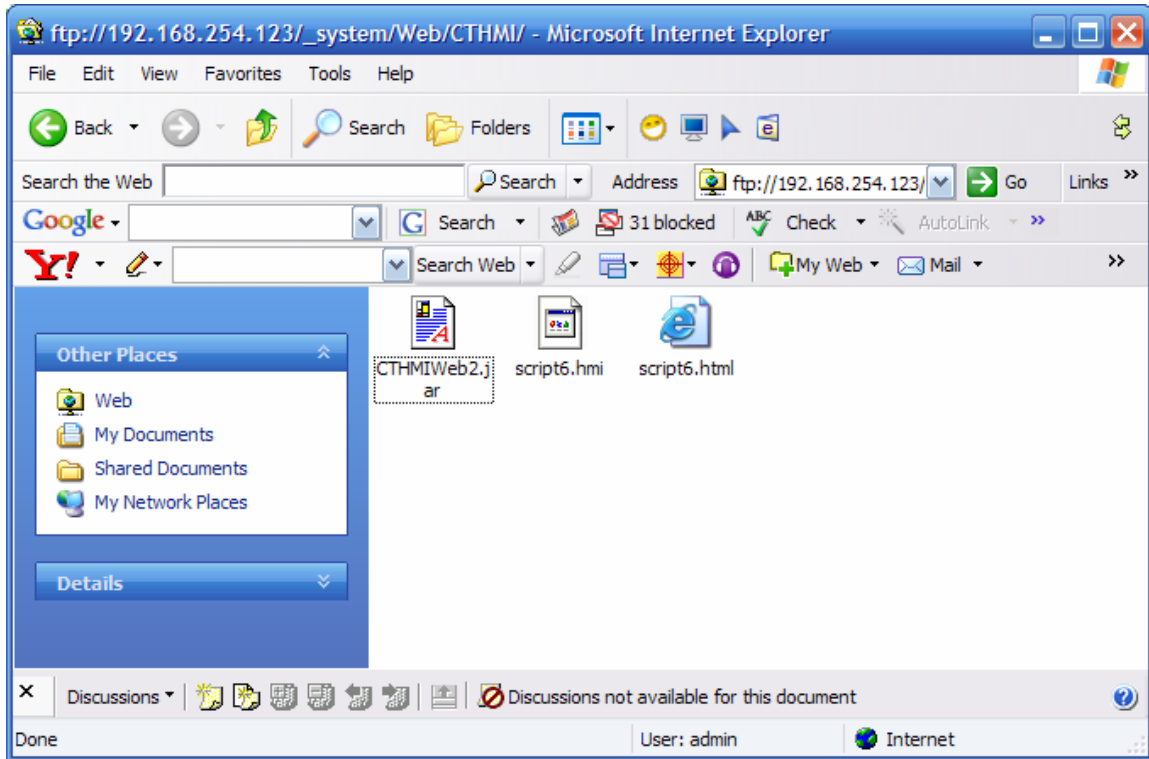 ftp://192.168.254.123/_system/Web/CTHMI/ - Microsoft Internet Explorer
File Edit View Favorites Tools Help
Back Search Folders
Search the Web Search Address ftp://192.168.254.123/ Go Links »
Google Search 31 blocked ABC Check AutoLink »
Y! Search Web My Web Mail »
CTHMIWeb2.j
ar
script6.hmi
script6.html
Other Places
Web
My Documents
Shared Documents
My Network Places
Details
× Discussions Discussions not available for this document
Done User: admin Internet